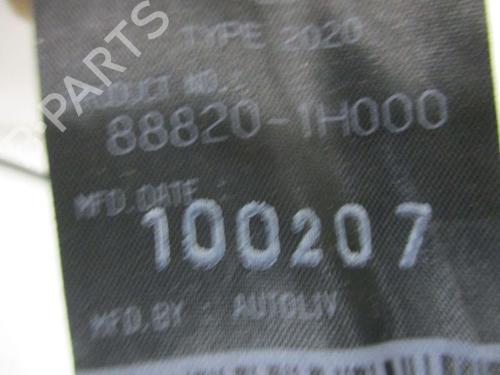 B-PARTS
TYPE 2020
PRODUCT NO.:
88820-1H000
MFD.DATE :
100207
MFD.BY : AUTOLIV